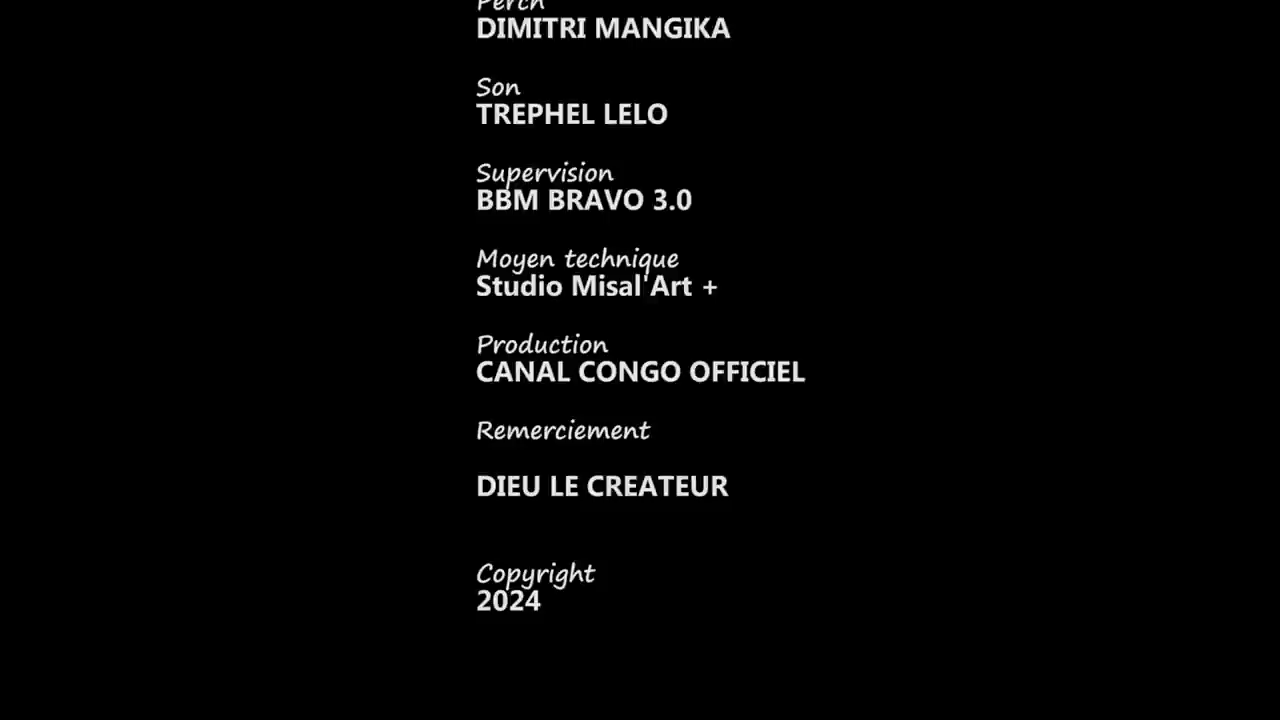 Perch
DIMITRI MANGIKA
Son
TREPHEL LELO
Supervision
BBM BRAVO 3.0
Moyen technique
Studio Misal'Art +
Production
CANAL CONGO OFFICIEL
Remerciement
DIEU LE CREATEUR
Copyright
2024